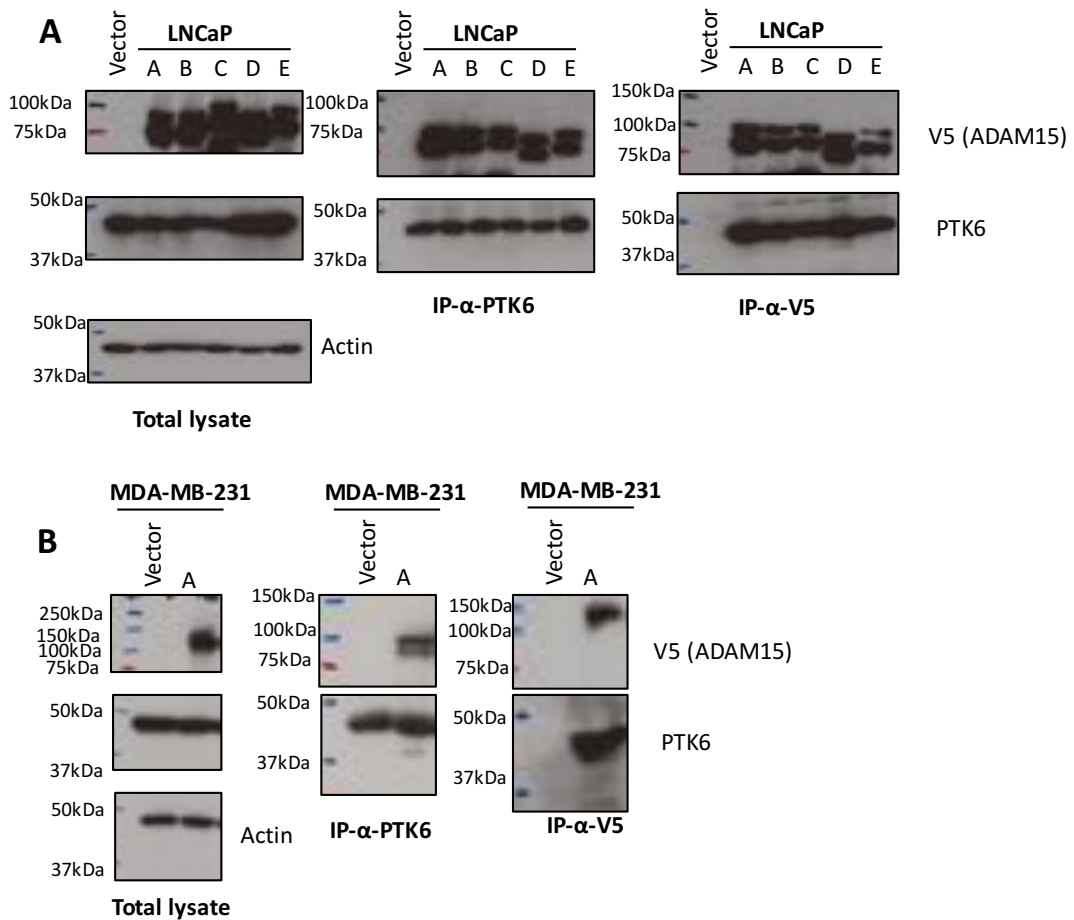 A
Vector
LNCaP
A B C D E
100kDa
75kDa
50kDa
37kDa
50kDa
37kDa
Actin
Total lysate
LNCaP
A B C D E
100kDa
75kDa
50kDa
37kDa
IP-α-PTK6
Vector
LNCaP
A B C D E
150kDa
100kDa
75kDa
V5 (ADAM15)
50kDa
37kDa
PTK6
IP-α-V5
B
MDA-MB-231
Vector
A
250kDa
150kDa
100kDa
75kDa
50kDa
37kDa
50kDa
37kDa
Actin
Total lysate
MDA-MB-231
Vector
A
150kDa
100kDa
75kDa
50kDa
37kDa
IP-α-PTK6
MDA-MB-231
Vector
A
150kDa
100kDa
75kDa
V5 (ADAM15)
50kDa
37kDa
PTK6
IP-α-V5